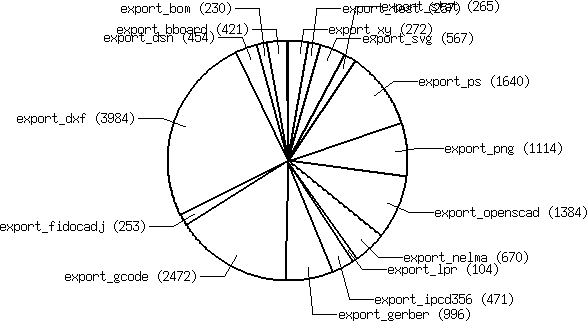 export_bom (230)
export_bboard (421)
export_dsn (454)
export_dxf (3984)
export_fidocadj (253)
export_gcode (2472)
export_gerber (996)
export_ipcd356 (471)
export_lpr (104)
export_nelma (670)
export_openscad (1384)
export_png (1114)
export_ps (1640)
export_svg (567)
export_xy (272)
(265)